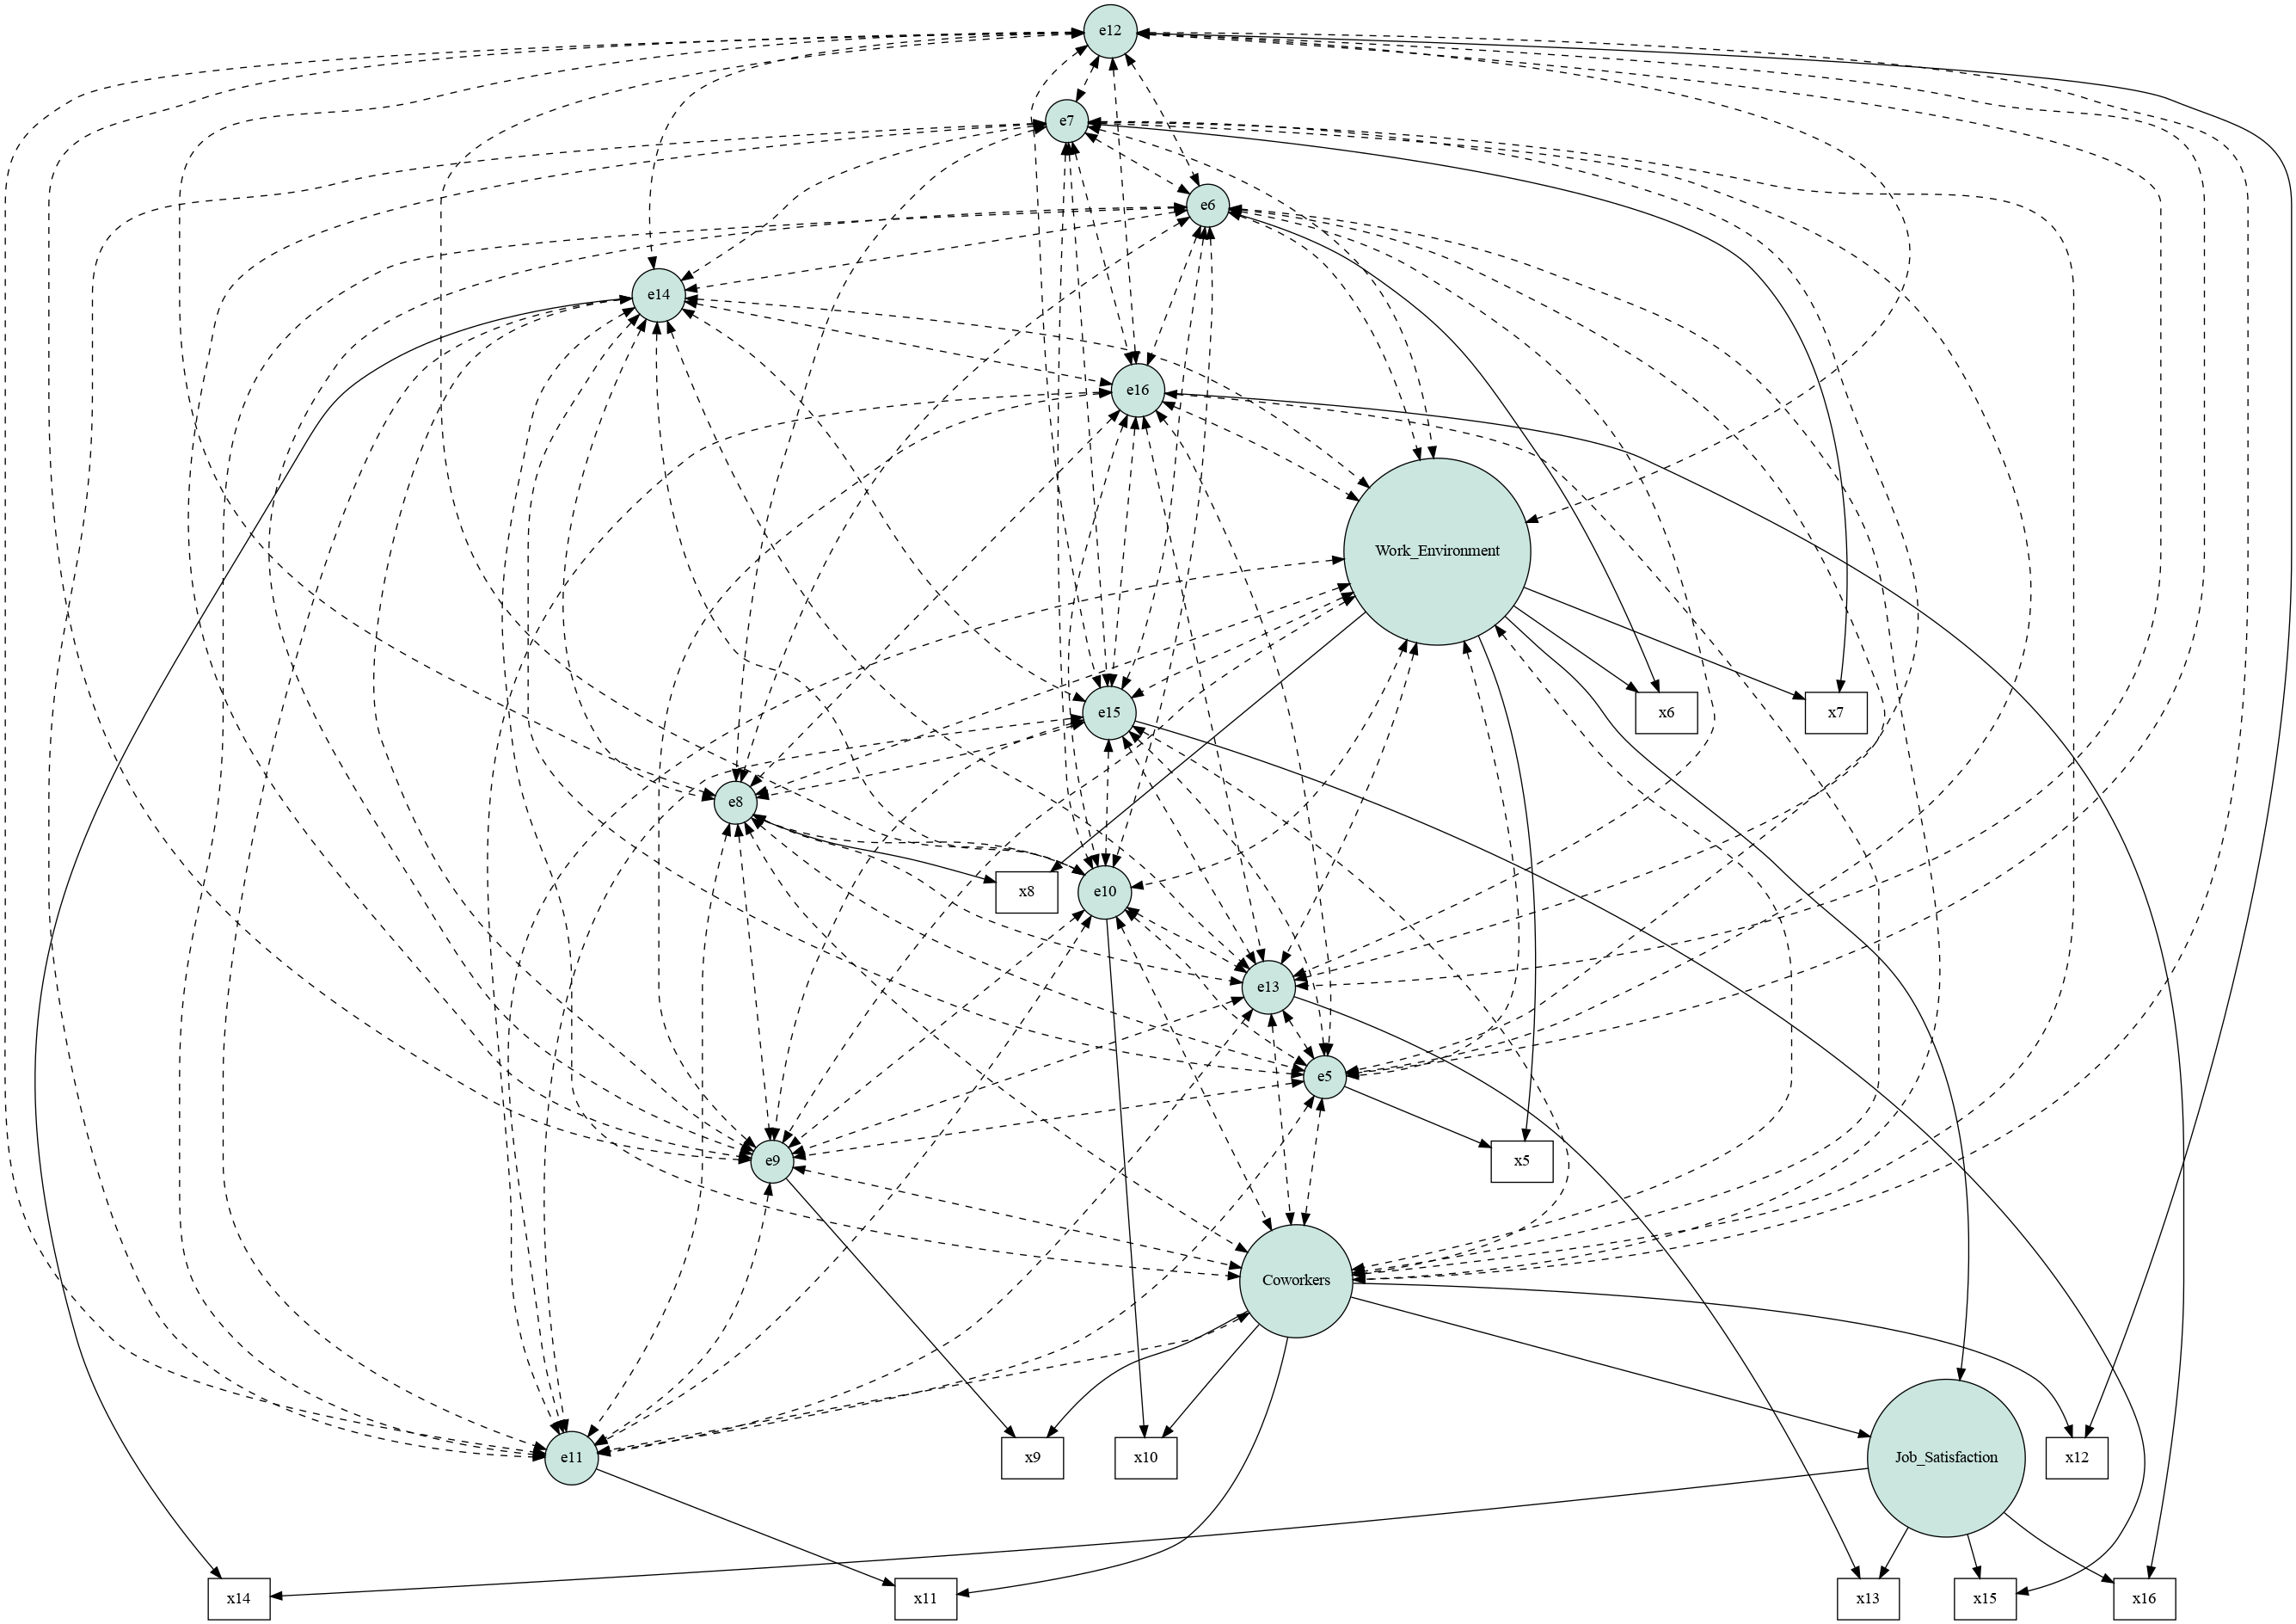 e12
e7
e6
e14
e16
Work_Environment
e15
x6
x7
e8
x8
e10
e13
e5
e9
x5
Coworkers
e11
x9
x10
Job_Satisfaction
x12
x14
x11
x13
x15
x16